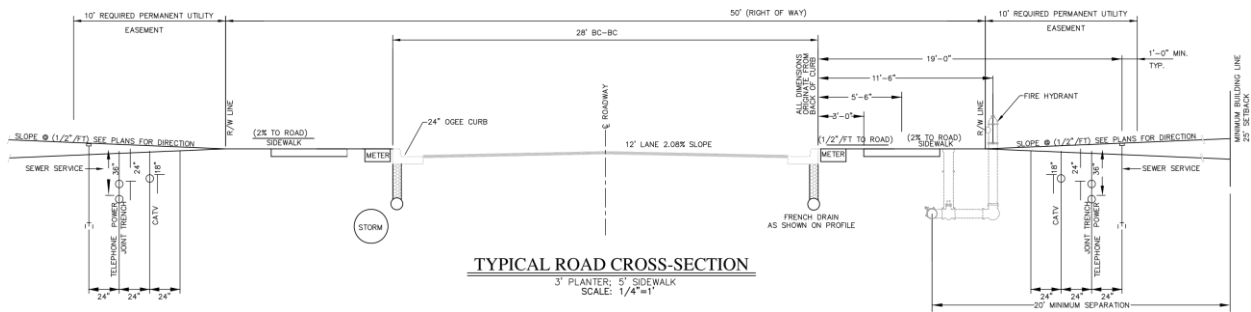 10' REQUIRED PERMANENT UTILITY
EASEMENT
50' (RIGHT OF WAY)
10' REQUIRED PERMANENT UTILITY
EASEMENT
28' BC-BC
19'-0"
1'-0" MIN.
TYP.
11'-6"
5'-6"
3'-0"
ALL DIMENSIONS
ORIGINATE FROM
BACK OF CURB
R/W LINE
R/W LINE
℄ ROADWAY
FIRE HYDRANT
MINIMUM BUILDING LINE
25' SETBACK
SLOPE @ (1/2"/FT) SEE PLANS FOR DIRECTION
(2% TO ROAD)
SIDEWALK
24" OGEE CURB
METER
12' LANE 2.08% SLOPE
METER
(1/2"/FT TO ROAD)
(2% TO ROAD)
SIDEWALK
SLOPE @ (1/2"/FT) SEE PLANS FOR DIRECTION
SEWER SERVICE
36"
24"
18"
TELEPHONE POWER
JOINT TRENCH
CATV
STORM
FRENCH DRAIN
AS SHOWN ON PROFILE
18"
24"
36"
SEWER SERVICE
CATV
JOINT TRENCH
TELEPHONE POWER
24"
24"
24"
24"
24"
24"
20' MINIMUM SEPARATION
TYPICAL ROAD CROSS-SECTION
3' PLANTER; 5' SIDEWALK
SCALE: 1/4"=1'